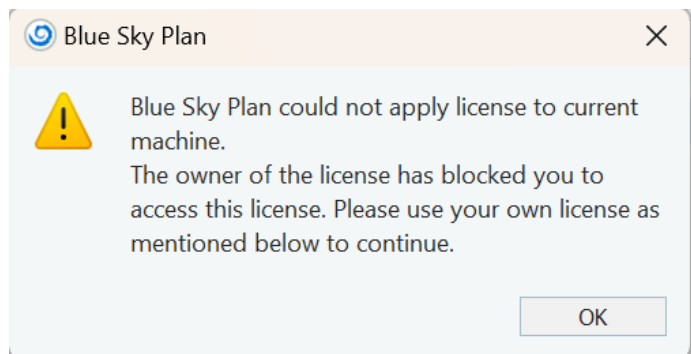 Blue Sky Plan
Blue Sky Plan could not apply license to current
machine.
The owner of the license has blocked you to
access this license. Please use your own license as
mentioned below to continue.
OK